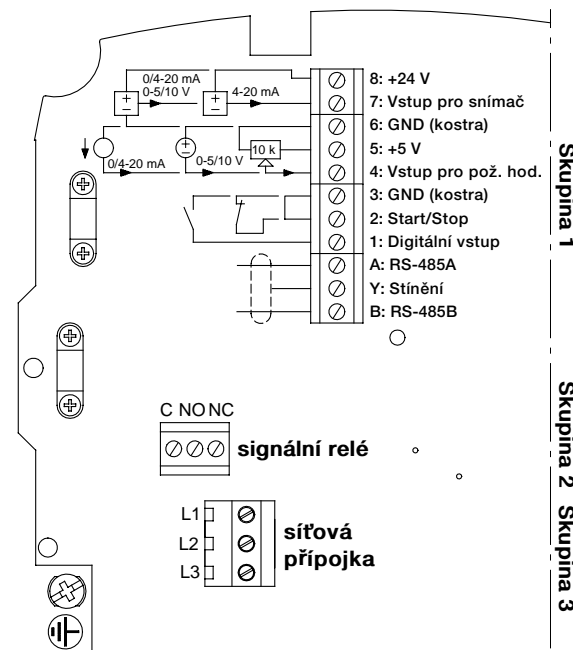 0/4-20 mA
0-5/10 V
4-20 mA
0/4-20 mA
0-5/10 V
10 k
8: +24 V
7: Vstup pro snímač
6: GND (kostra)
5: +5 V
4: Vstup pro pož. hod.
3: GND (kostra)
2: Start/Stop
1: Digitální vstup
A: RS-485A
Y: Stínění
B: RS-485B
Skupina 1
C NO NC
signální relé
Skupina 2
L1
L2
L3
síťová
přípojka
Skupina 3